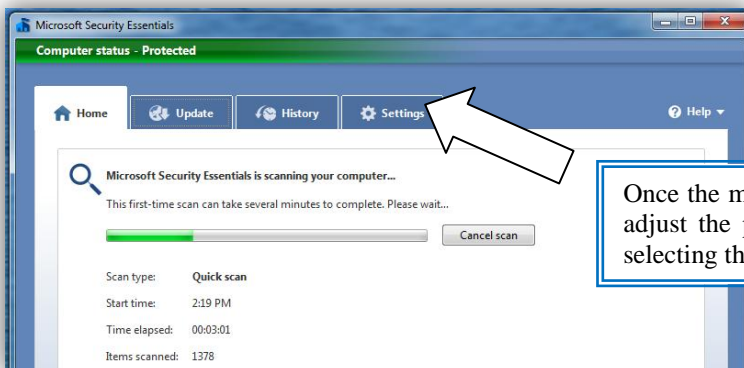 Microsoft Security Essentials
Computer status - Protected
Home Update History Settings Help
Microsoft Security Essentials is scanning your computer...
This first-time scan can take several minutes to complete. Please wait...
Cancel scan
Scan type: Quick scan
Start time: 2:19 PM
Time elapsed: 00:03:01
Items scanned: 1378
Once the
adjust the
selecting